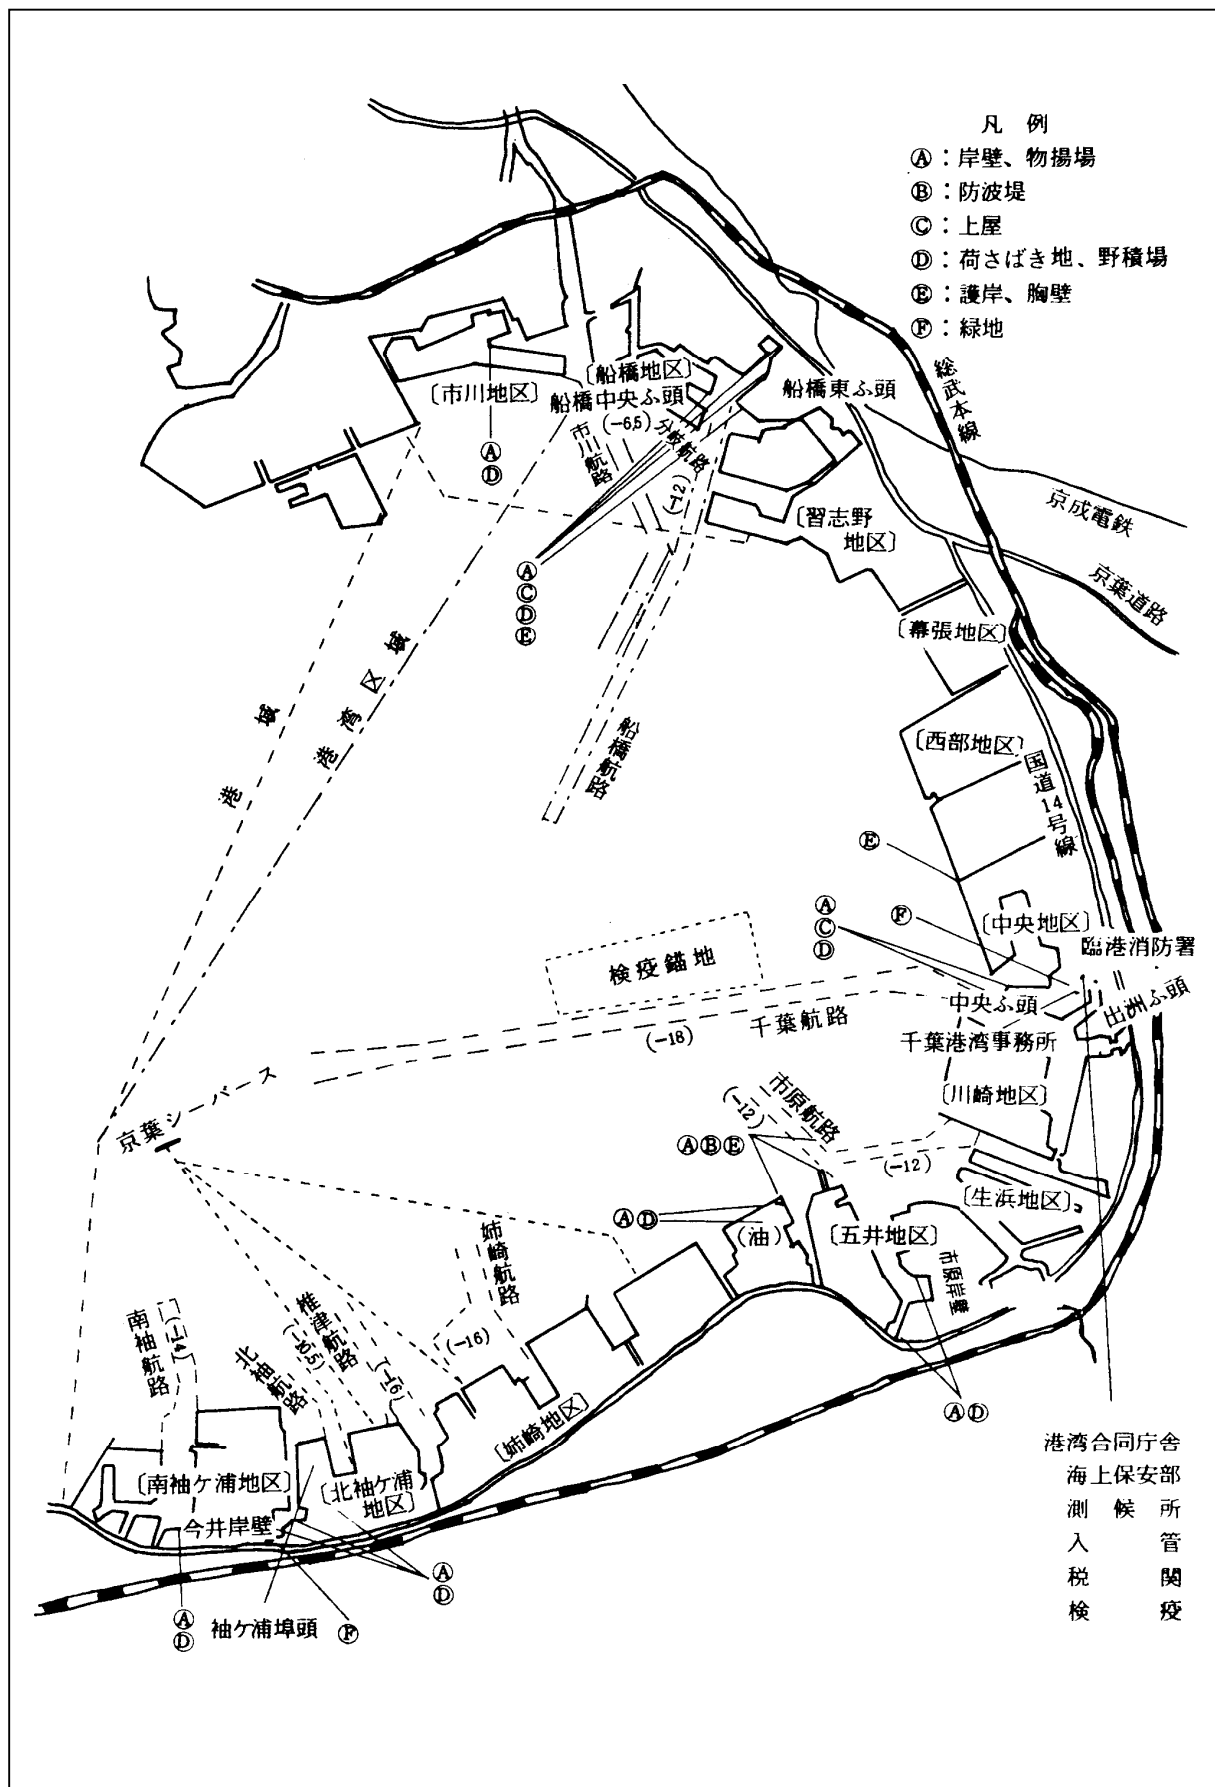 凡 例
Ⓐ：岸壁、物揚場
Ⓑ：防波堤
Ⓒ：上屋
Ⓓ：荷さばき地、野積場
Ⓔ：護岸、胸壁
Ⓕ：緑地
総武本線
〔市川地区〕
〔船橋地区〕
船橋中央ふ頭
(-6.5)
船橋東ふ頭
市川航路
分岐航路
(-12)
Ⓐ
Ⓓ
〔習志野
地区〕
京成電鉄
京葉道路
Ⓐ
Ⓒ
Ⓓ
Ⓔ
〔幕張地区〕
港域
港湾区域
船橋航路
〔西部地区〕
国道14号線
Ⓔ
Ⓐ
Ⓒ
Ⓓ
Ⓕ
〔中央地区〕
臨港消防署
検疫錨地
中央ふ頭
出洲ふ頭
千葉航路
(-18)
千葉港湾事務所
〔川崎地区〕
京葉シーバース
市原航路
(-12)
ⒶⒷⒺ
(-12)
〔生浜地区〕
ⒶⒹ
(油)
〔五井地区〕
市原岸壁
姉崎航路
(-16)
椎津航路
(-10.5)
北袖航路
(-16)
南袖航路
(-14)
〔姉崎地区〕
ⒶⒹ
〔南袖ケ浦地区〕
〔北袖ケ浦
地区〕
今井岸壁
Ⓐ
Ⓓ
Ⓐ
Ⓓ
袖ケ浦埠頭
Ⓕ
港湾合同庁舎
海上保安部
測候所
入管
税関
検疫